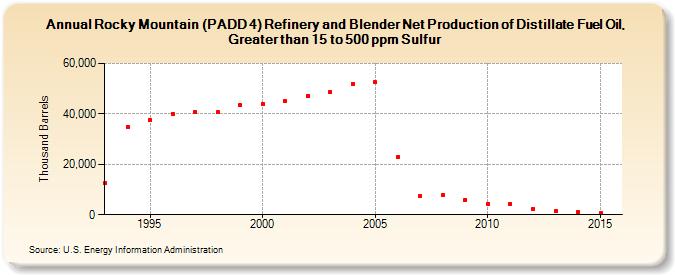 Annual Rocky Mountain (PADD 4) Refinery and Blender Net Production of Distillate Fuel Oil,
Greater than 15 to 500 ppm Sulfur
Thousand Barrels
60,000
40,000
20,000
0
1995
2000
2005
2010
2015
Source: U.S. Energy Information Administration